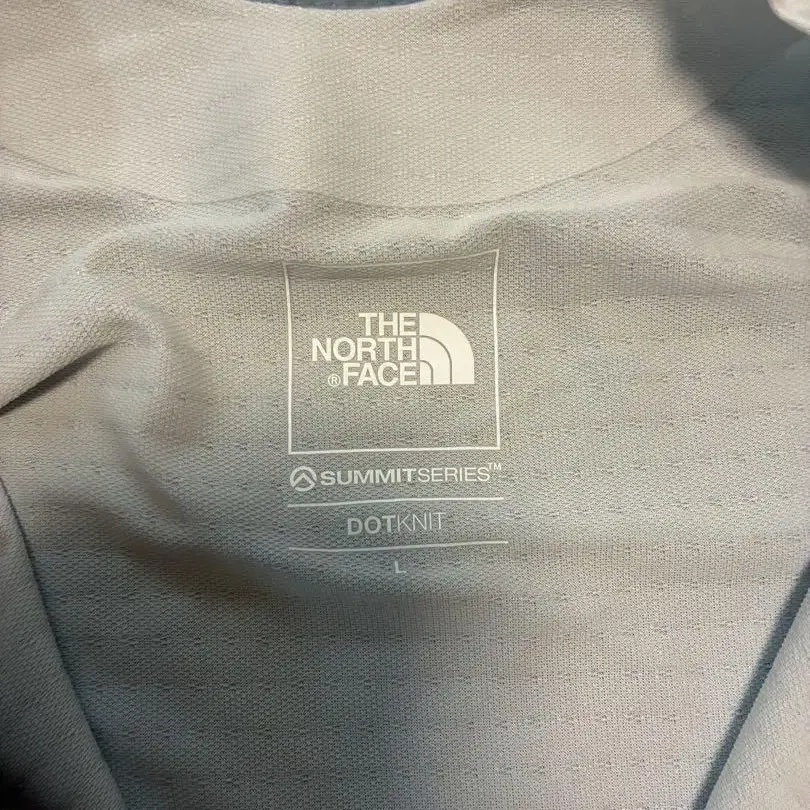 THE
NORTH
®FACE
SUMMITSERIES™
DOTKNIT
L